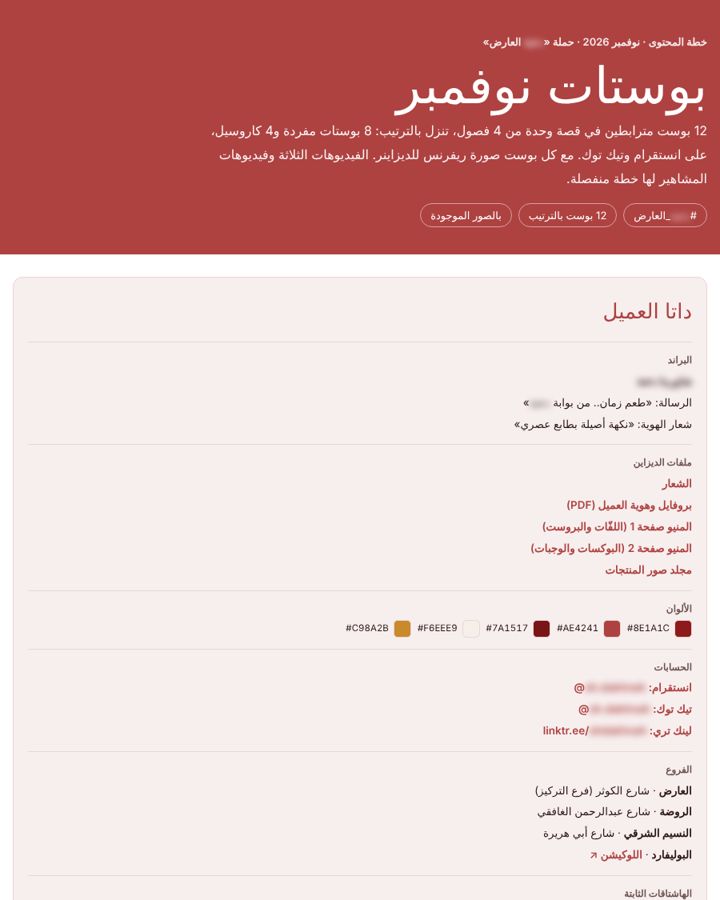 خطة المحتوى · نوفمبر 2026 · حملة « العارض»
بوستات نوفمبر
12 بوست مترابطين في قصة وحدة من 4 فصول، تنزل بالترتيب: 8 بوستات مفردة و4 كاروسيل،
على انستقرام وتيك توك. مع كل بوست صورة ريفرنس للديزاينر. الفيديوهات الثلاثة وفيديوهات
المشاهير لها خطة منفصلة.
#_العارض
12 بوست بالترتيب
بالصور الموجودة
داتا العميل
البراند
الرسالة: «طعم زمان.. من بوابة »
شعار الهوية: «نكهة أصيلة بطابع عصري»
ملفات الديزاين
الشعار
بروفايل وهوية العميل (PDF)
المنيو صفحة 1 (اللفّات والبروست)
المنيو صفحة 2 (البوكسات والوجبات)
مجلد صور المنتجات
الألوان
#8E1A1C #AE4241 #7A1517 #F6EEE9 #C98A2B
الحسابات
انستقرام: @
تيك توك: @
لينك تري: linktr.ee/
الفروع
العارض · شارع الكوثر (فرع التركيز)
الروضة · شارع عبدالرحمن الغافقي
النسيم الشرقي · شارع أبي هريرة
البوليفارد · اللوكيشن ↗
الهاشتاقات الثابتة